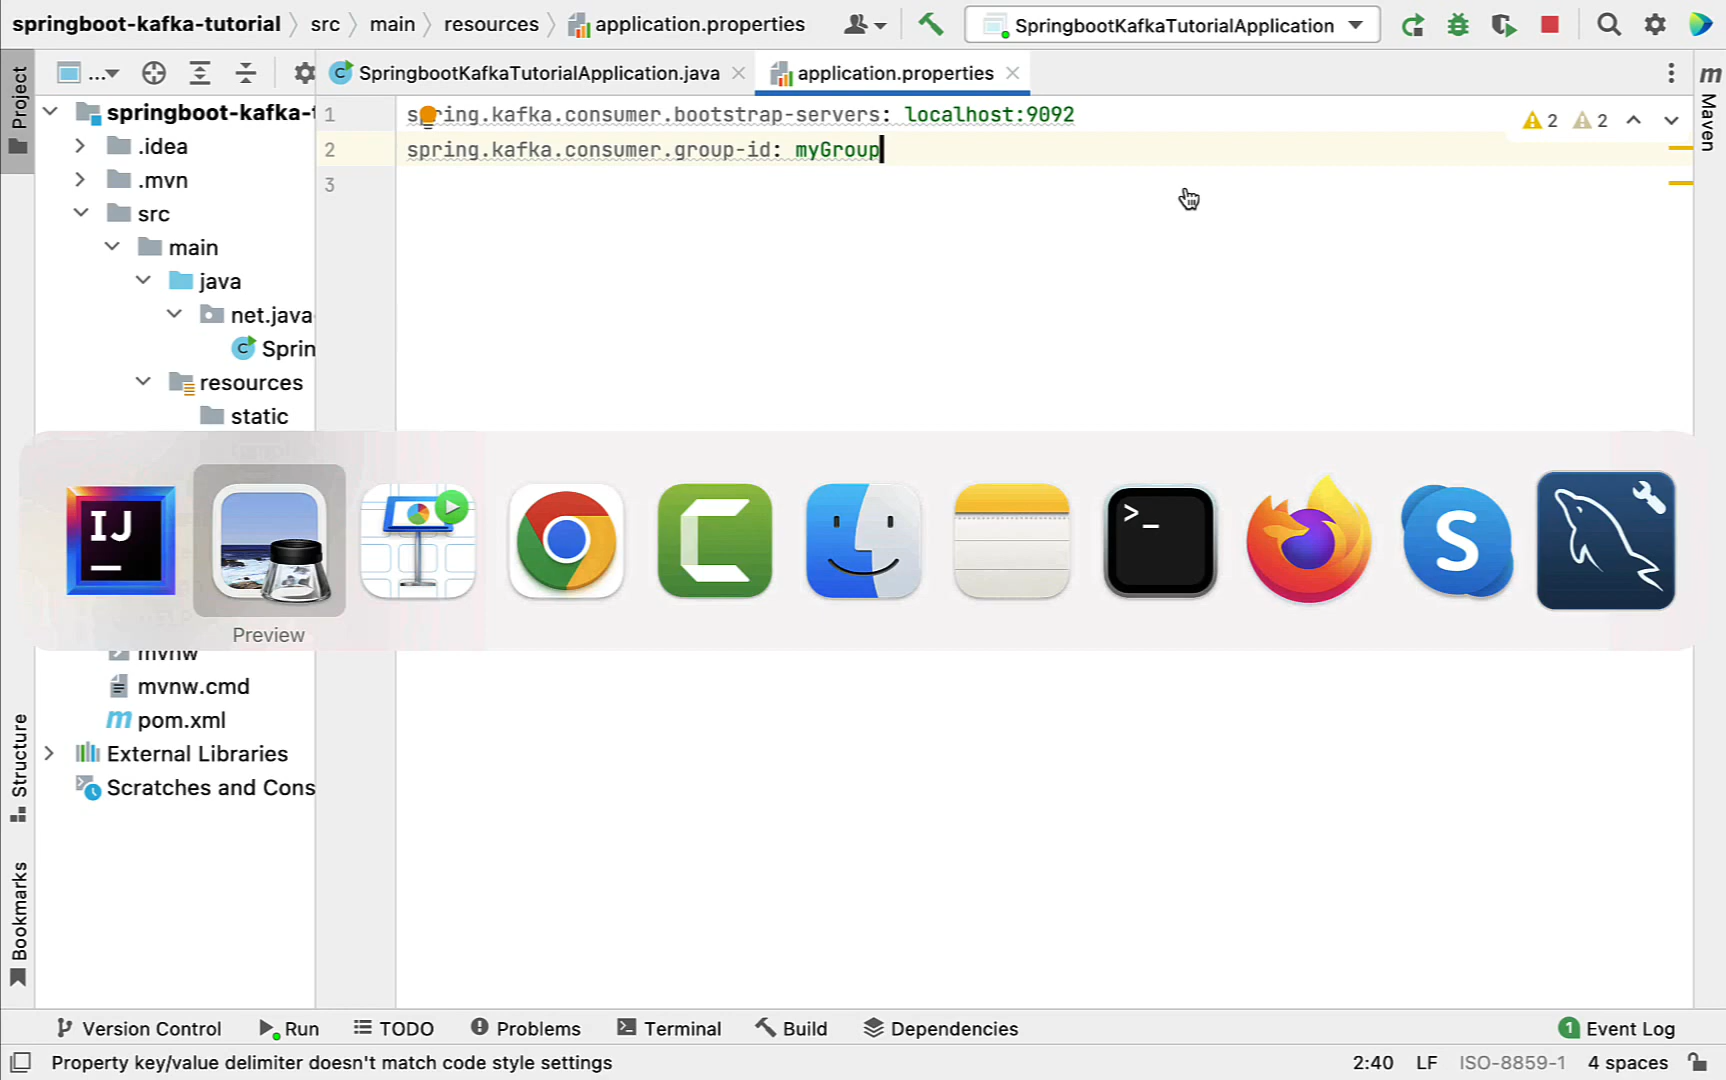 springboot-kafka-tutorial src main resources application.properties SpringbootKafkaTutorialApplication
... SpringbootKafkaTutorialApplication.java application.properties
Project
springboot-kafka-t
.idea
.mvn
src
main
java
net.java
C Sprin
resources
static
1 spring.kafka.consumer.bootstrap-servers: localhost:9092
2 spring.kafka.consumer.group-id: myGroup
3
2 2
m
Maven
IJ
Preview
>_
S
mvnw
mvnw.cmd
m pom.xml
External Libraries
Scratches and Cons
Structure
Bookmarks
Version Control Run TODO Problems Terminal Build Dependencies 1 Event Log
Property key/value delimiter doesn't match code style settings 2:40 LF ISO-8859-1 4 spaces